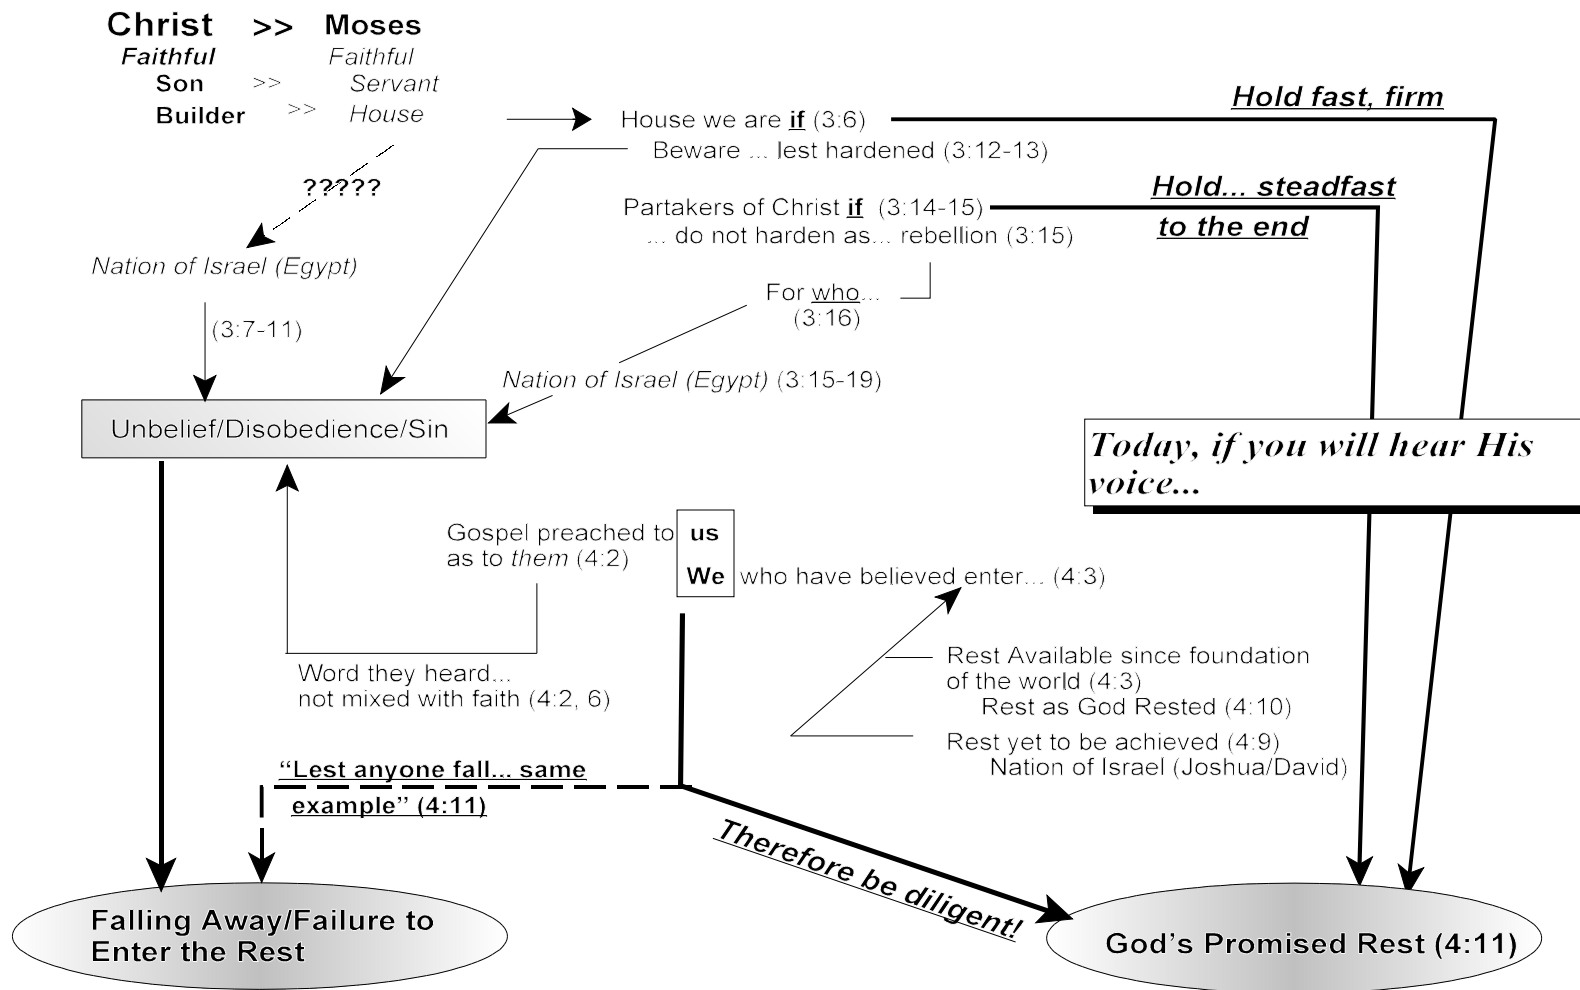 Christ >> Moses
Faithful Faithful
Son >> Servant
Builder >> House
Hold fast, firm
House we are if (3:6)
Beware ... lest hardened (3:12-13)
?????
Hold... steadfast
Partakers of Christ if (3:14-15)
to the end
... do not harden as... rebellion (3:15)
Nation of Israel (Egypt)
For who...
(3:16)
(3:7-11)
Nation of Israel (Egypt) (3:15-19)
Unbelief/Disobedience/Sin
Today, if you will hear His
voice...
Gospel preached to us
as to them (4:2)
We who have believed enter... (4:3)
Word they heard...
not mixed with faith (4:2, 6)
Rest Available since foundation
of the world (4:3)
Rest as God Rested (4:10)
Rest yet to be achieved (4:9)
Nation of Israel (Joshua/David)
“Lest anyone fall... same
example” (4:11)
Therefore be diligent!
Falling Away/Failure to
Enter the Rest
God’s Promised Rest (4:11)